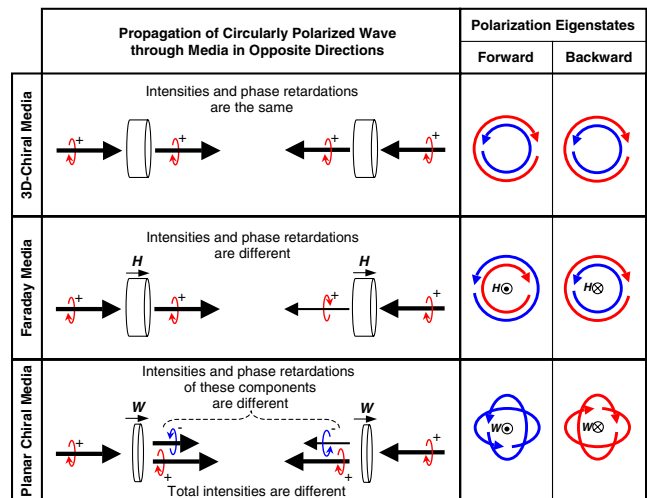 Propagation of Circularly Polarized Wave
through Media in Opposite Directions
Polarization Eigenstates
Forward
Backward
3D-Chiral Media
Intensities and phase retardations
are the same
+
+
+
+
Faraday Media
Intensities and phase retardations
are different
H
H
+
+
+
+
H
H
Planar Chiral Media
Intensities and phase retardations
of these components
are different
W
W
+
-
+
-
+
+
Total intensities are different
W
W